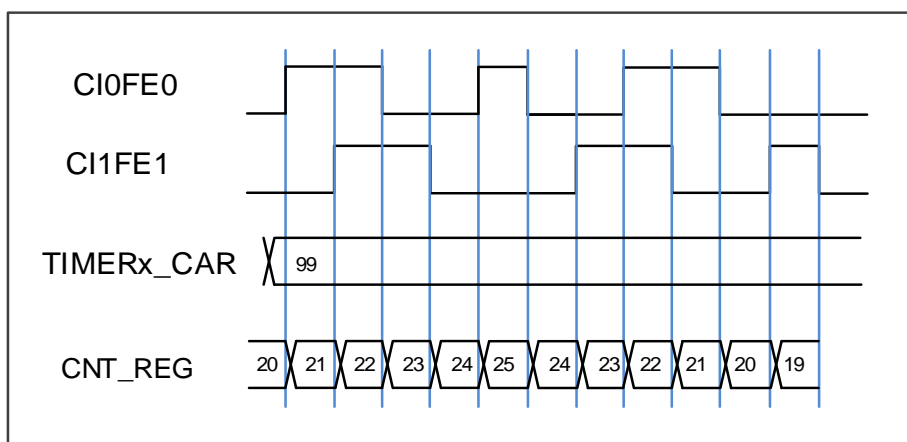 CI0FE0
CI1FE1
TIMERx_CAR 99
CNT_REG 20 21 22 23 24 25 24 23 22 21 20 19